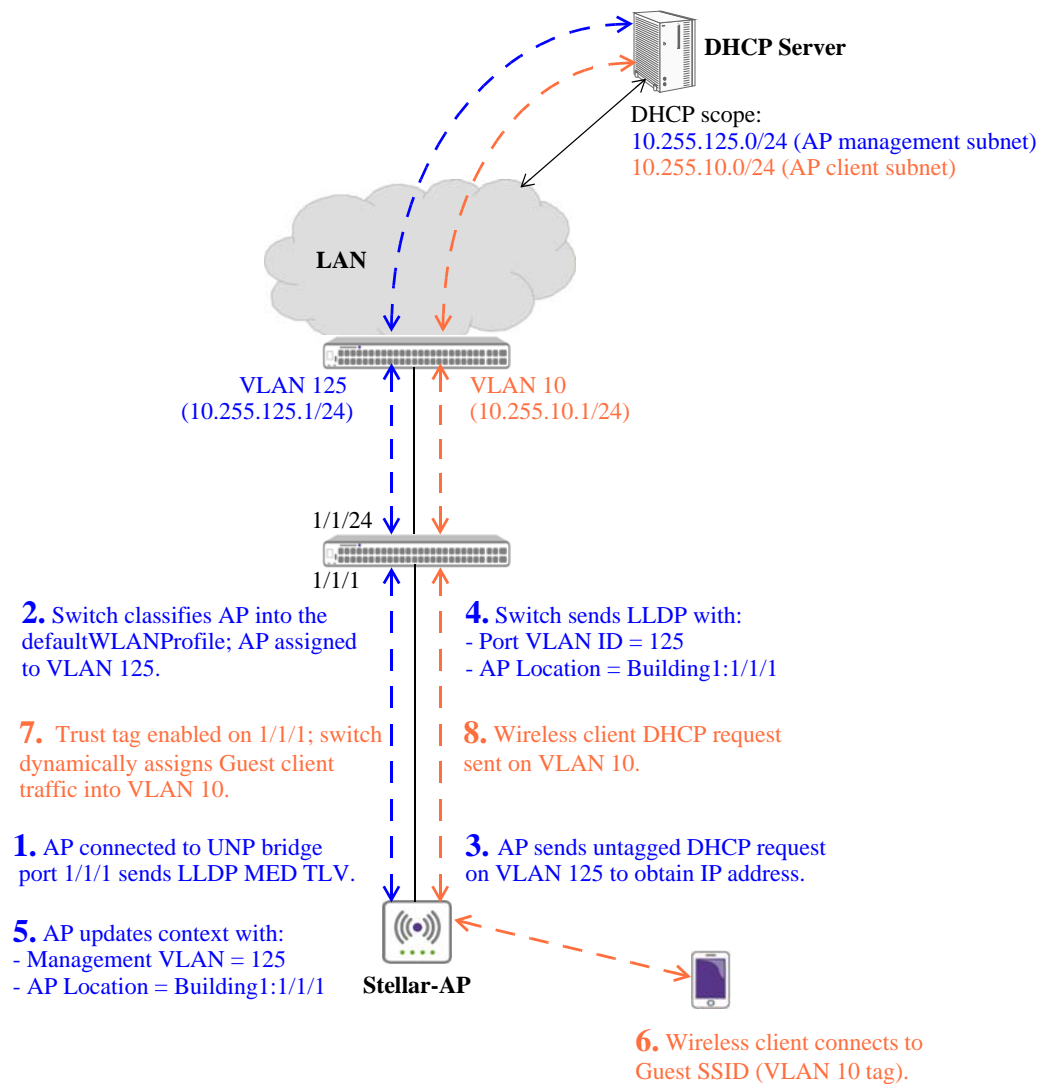 DHCP Server
DHCP scope:
10.255.125.0/24 (AP management subnet)
10.255.10.0/24 (AP client subnet)
LAN
VLAN 125
(10.255.125.1/24)
VLAN 10
(10.255.10.1/24)
1/1/24
1/1/1
2. Switch classifies AP into the
defaultWLANProfile; AP assigned
to VLAN 125.
4. Switch sends LLDP with:
- Port VLAN ID = 125
- AP Location = Building1:1/1/1
7. Trust tag enabled on 1/1/1; switch
dynamically assigns Guest client
traffic into VLAN 10.
8. Wireless client DHCP request
sent on VLAN 10.
1. AP connected to UNP bridge
port 1/1/1 sends LLDP MED TLV.
3. AP sends untagged DHCP request
on VLAN 125 to obtain IP address.
5. AP updates context with:
- Management VLAN = 125
- AP Location = Building1:1/1/1
Stellar-AP
6. Wireless client connects to
Guest SSID (VLAN 10 tag).